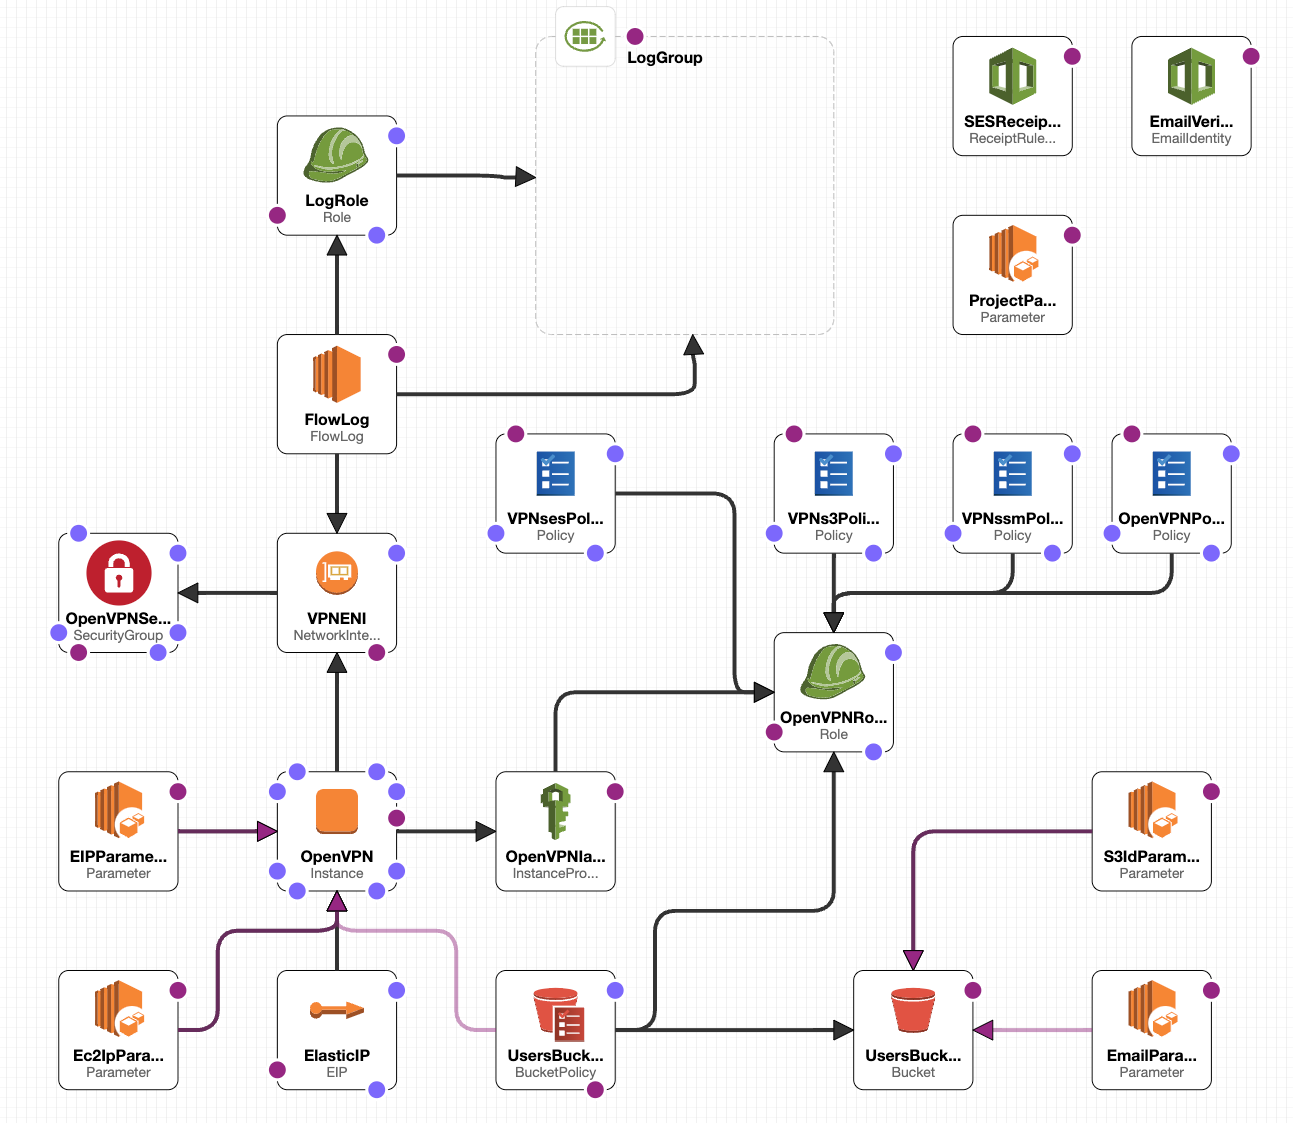 LogGroup
SESReceip...
ReceiptRule...
EmailVeri...
EmailIdentity
LogRole
Role
ProjectPa...
Parameter
FlowLog
FlowLog
VPNsesPol...
Policy
VPNs3Poli...
Policy
VPNssmPol...
Policy
OpenVPNPo...
Policy
OpenVPNSe...
SecurityGroup
VPNENI
NetworkInte...
OpenVPNRo...
Role
EIPParame...
Parameter
OpenVPN
Instance
OpenVPNIa...
InstancePro...
S3IdParam...
Parameter
Ec2IpPara...
Parameter
ElasticIP
EIP
UsersBuck...
BucketPolicy
UsersBuck...
Bucket
EmailPara...
Parameter